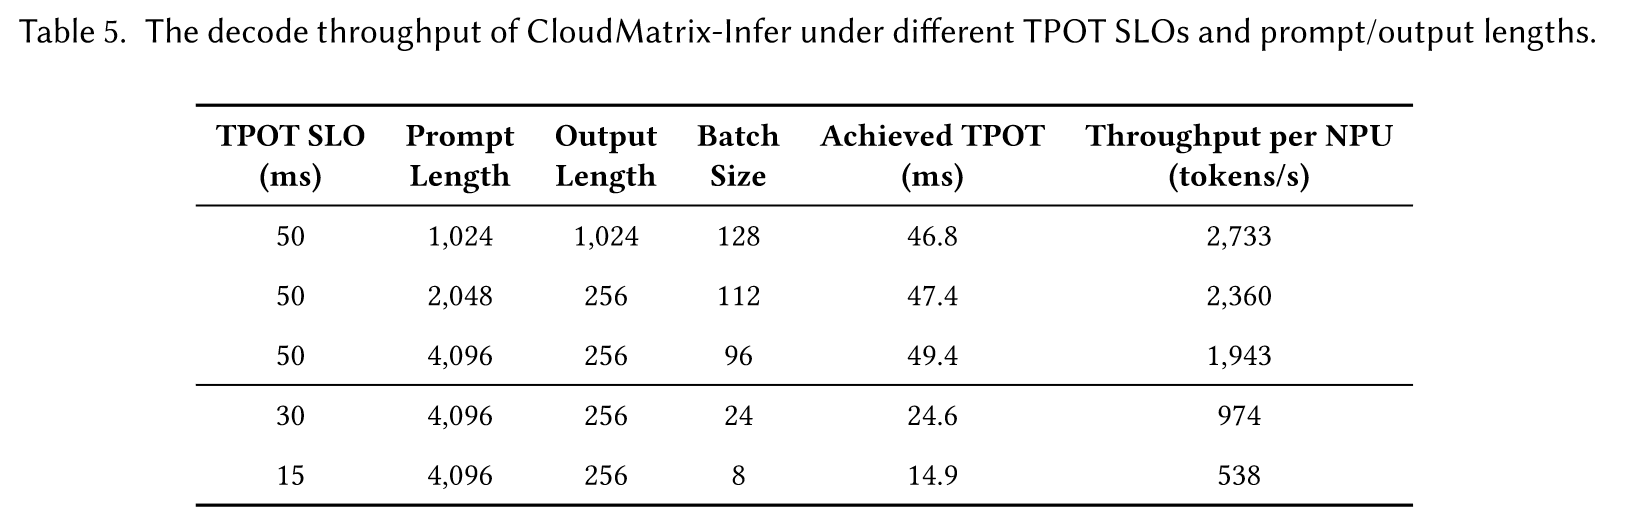 Table 5. The decode throughput of CloudMatrix-Infer under different TPOT SLOs and prompt/output lengths.
TPOT SLO Prompt Output Batch Achieved TPOT Throughput per NPU
(ms) Length Length Size (ms) (tokens/s)
50 1,024 1,024 128 46.8 2,733
50 2,048 256 112 47.4 2,360
50 4,096 256 96 49.4 1,943
30 4,096 256 24 24.6 974
15 4,096 256 8 14.9 538